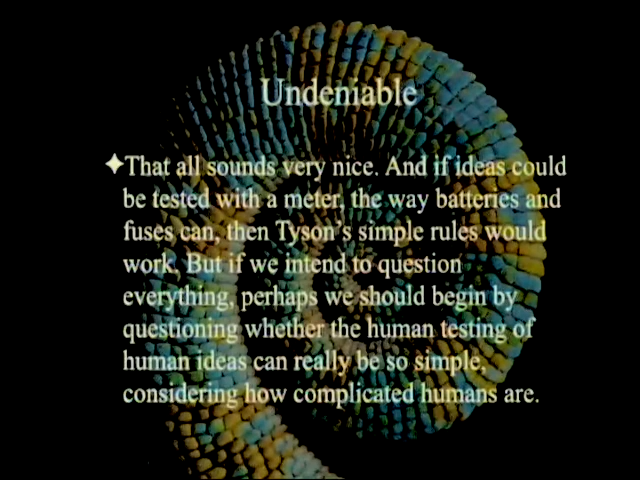 Undeniable
✦That all sounds very nice. And if ideas could
be tested with a meter, the way batteries and
fuses can, then Tyson's simple rules would
work. But if we intend to question
everything, perhaps we should begin by
questioning whether the human testing of
human ideas can really be so simple,
considering how complicated humans are.